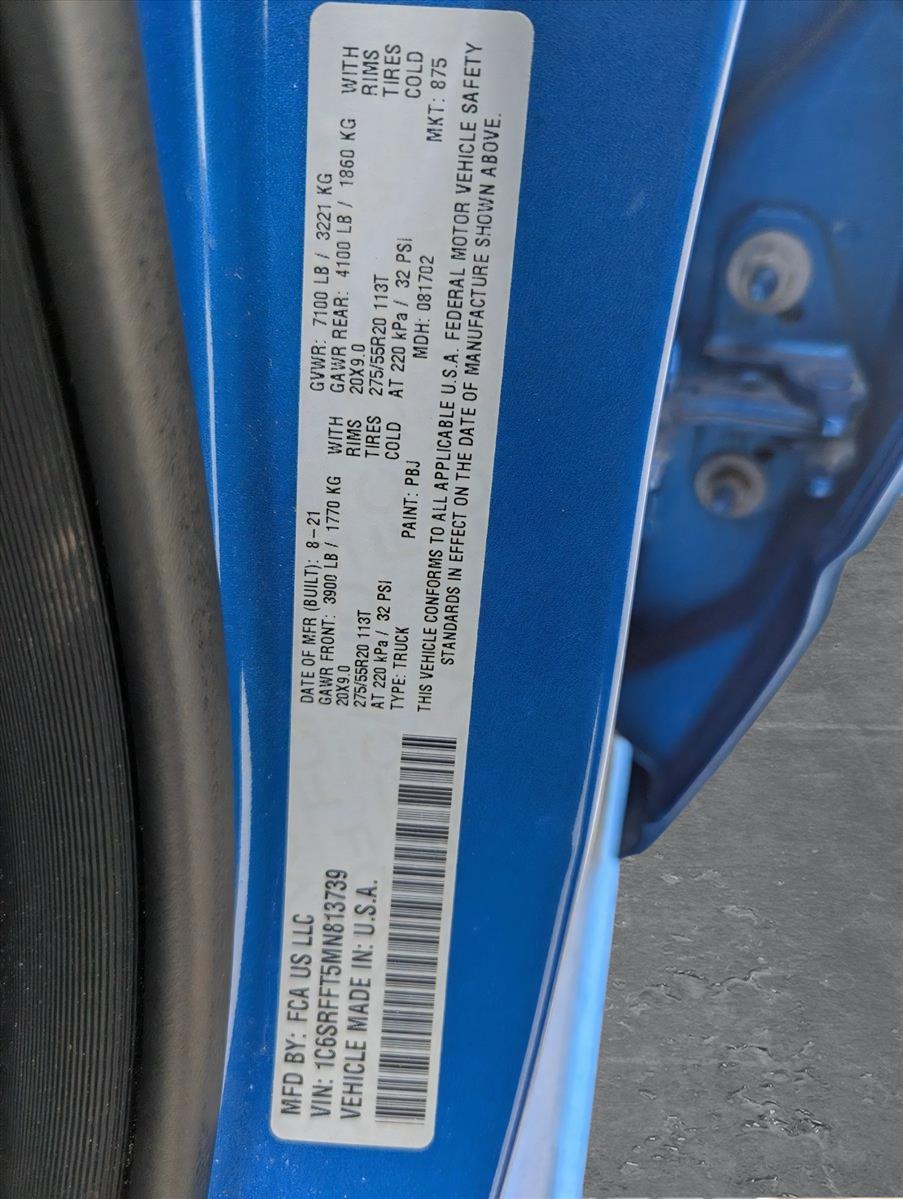 MFD BY: FCA US LLC
VIN: 1C6SRFFT5MN813739
VEHICLE MADE IN: U.S.A.
DATE OF MFR (BUILT): 8-21
GAWR FRONT: 3900 LB / 1770 KG WITH
20X9.0 RIMS
275/55R20 113T TIRES
AT 220 kPa / 32 PSI COLD
TYPE: TRUCK PAINT: PBJ
GVWR: 7100 LB / 3221 KG
GAWR REAR: 4100 LB / 1860 KG WITH
20X9.0 RIMS
275/55R20 113T TIRES
AT 220 kPa / 32 PSI COLD
MDH: 081702 MKT: 875
THIS VEHICLE CONFORMS TO ALL APPLICABLE U.S.A. FEDERAL MOTOR VEHICLE SAFETY
STANDARDS IN EFFECT ON THE DATE OF MANUFACTURE SHOWN ABOVE.